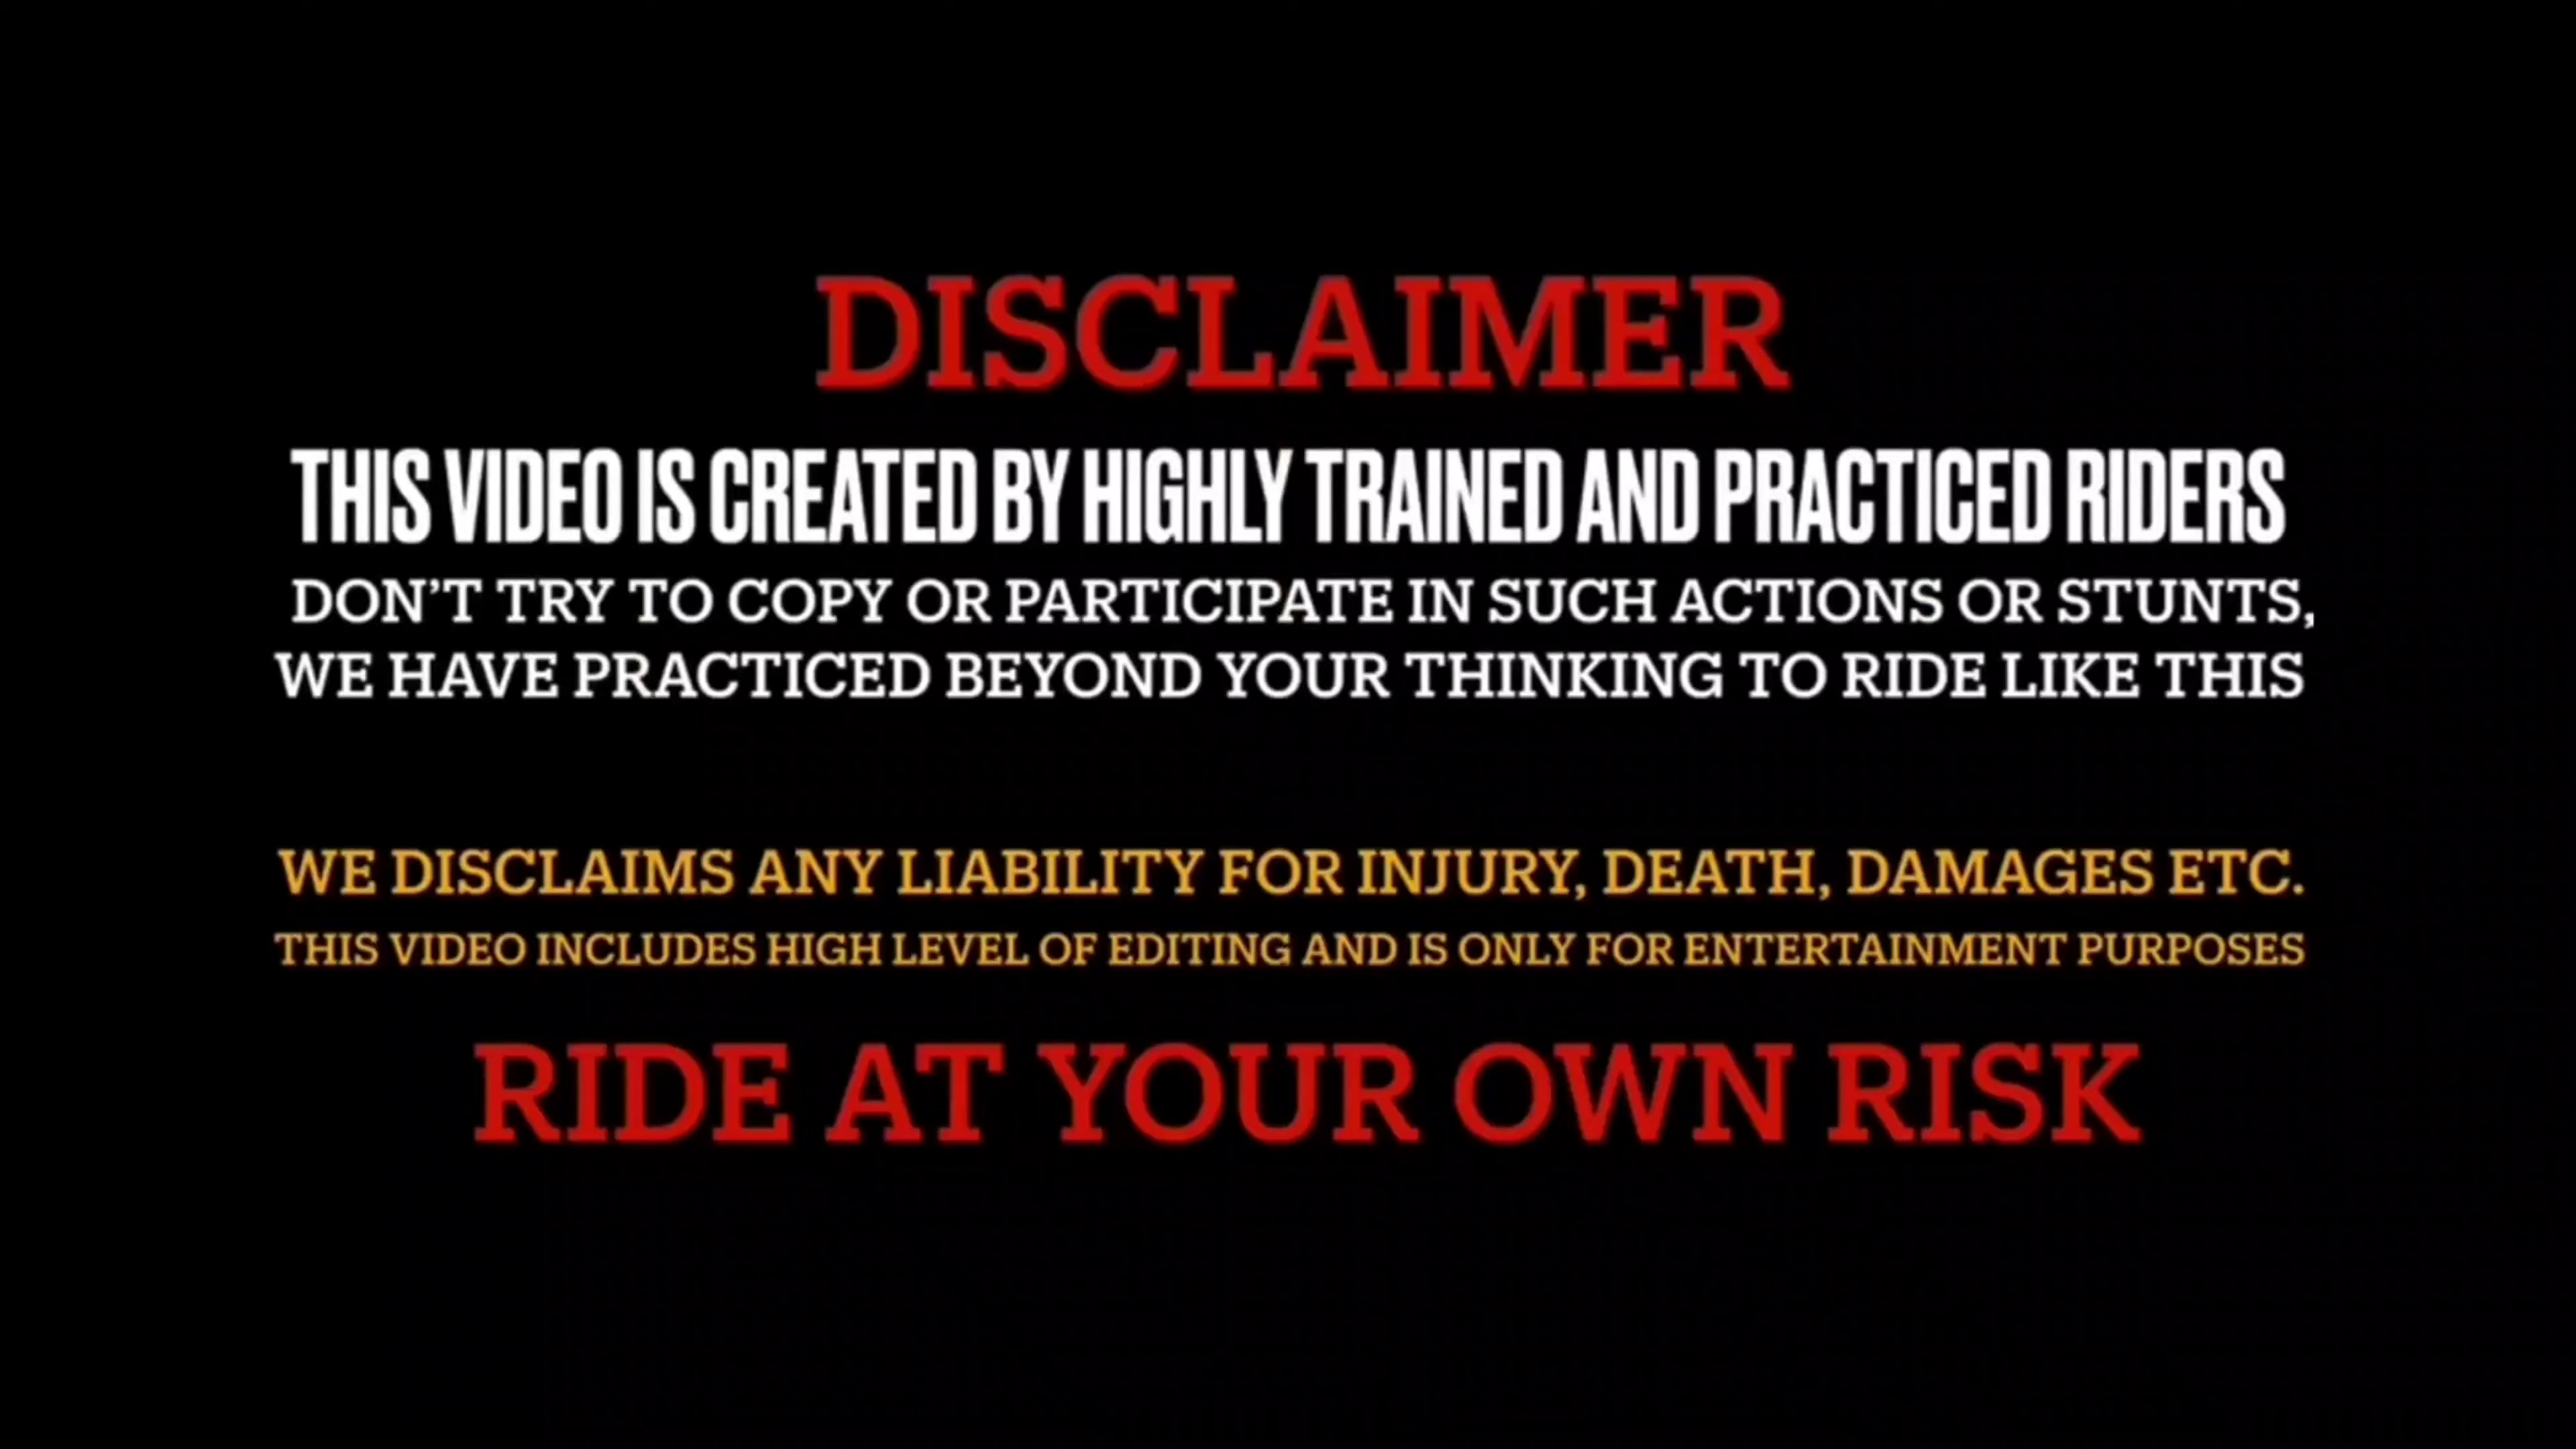 DISCLAIMER
THIS VIDEO IS CREATED BY HIGHLY TRAINED AND PRACTICED RIDERS
DON'T TRY TO COPY OR PARTICIPATE IN SUCH ACTIONS OR STUNTS,
WE HAVE PRACTICED BEYOND YOUR THINKING TO RIDE LIKE THIS
WE DISCLAIMS ANY LIABILITY FOR INJURY, DEATH, DAMAGES ETC.
THIS VIDEO INCLUDES HIGH LEVEL OF EDITING AND IS ONLY FOR ENTERTAINMENT PURPOSES
RIDE AT YOUR OWN RISK